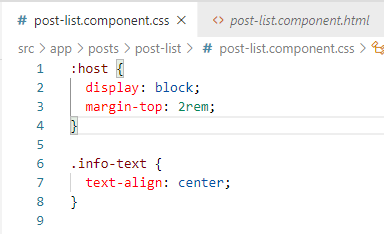 # post-list.component.css × <> post-list.component.html
src > app > posts > post-list > # post-list.component.css >
1 :host {
2 display: block;
3 margin-top: 2rem;
4 }
5
6 .info-text {
7 text-align: center;
8 }
9